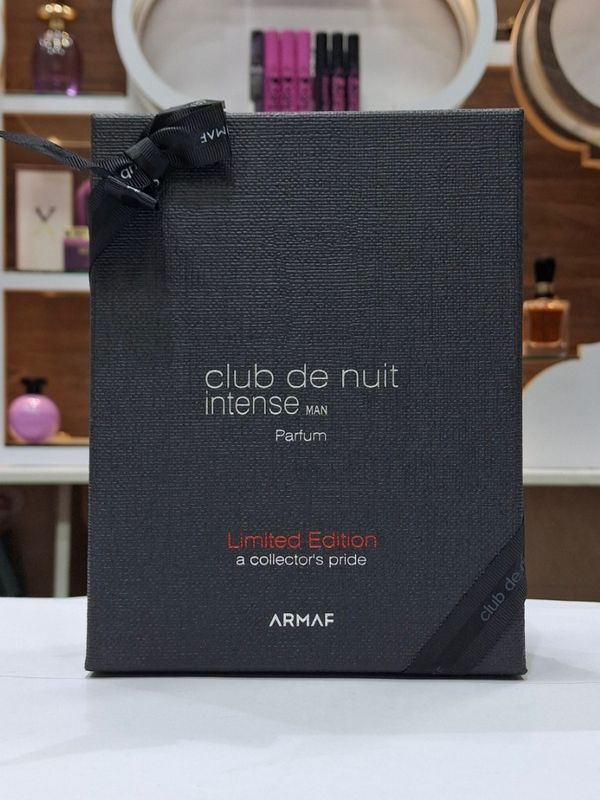 club de nuit
intense MAN
Parfum
Limited Edition
a collector's pride
ARMAF
club de